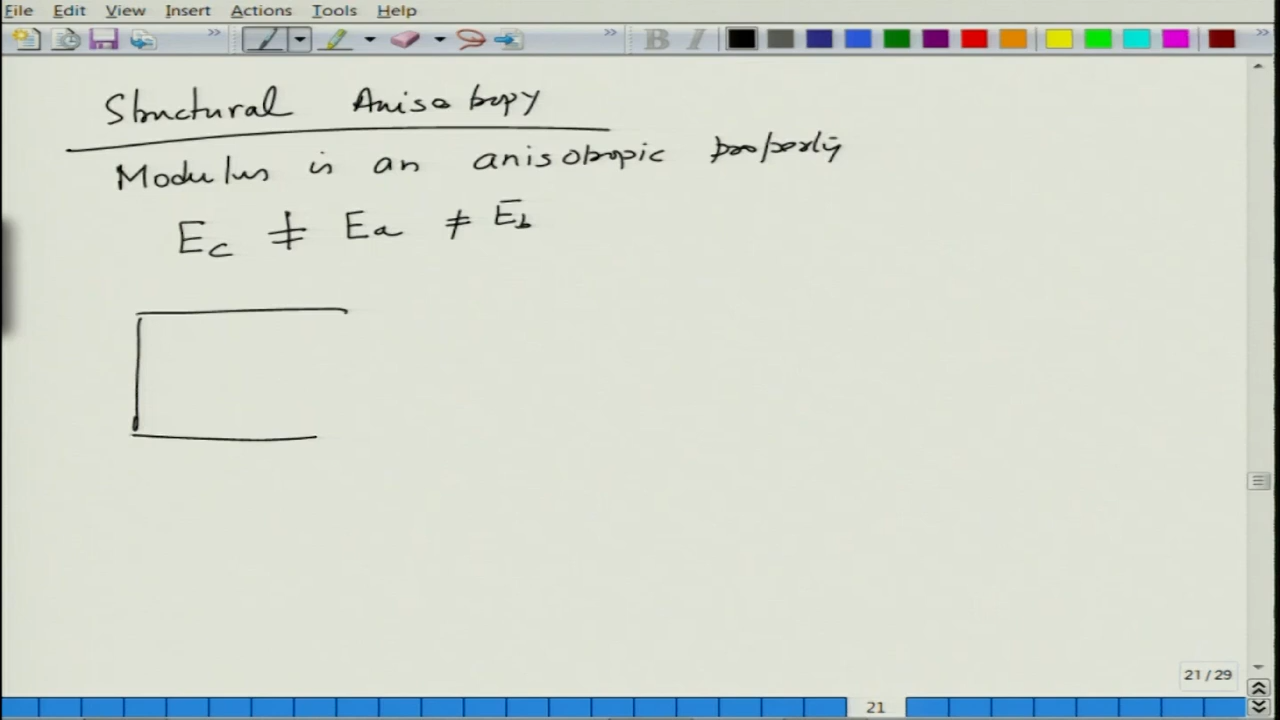 File Edit View Insert Actions Tools Help
B I
Structural Anisotropy
Modulus is an anisotropic property
Ec ≠ Ea ≠ Eb
21 / 29
21